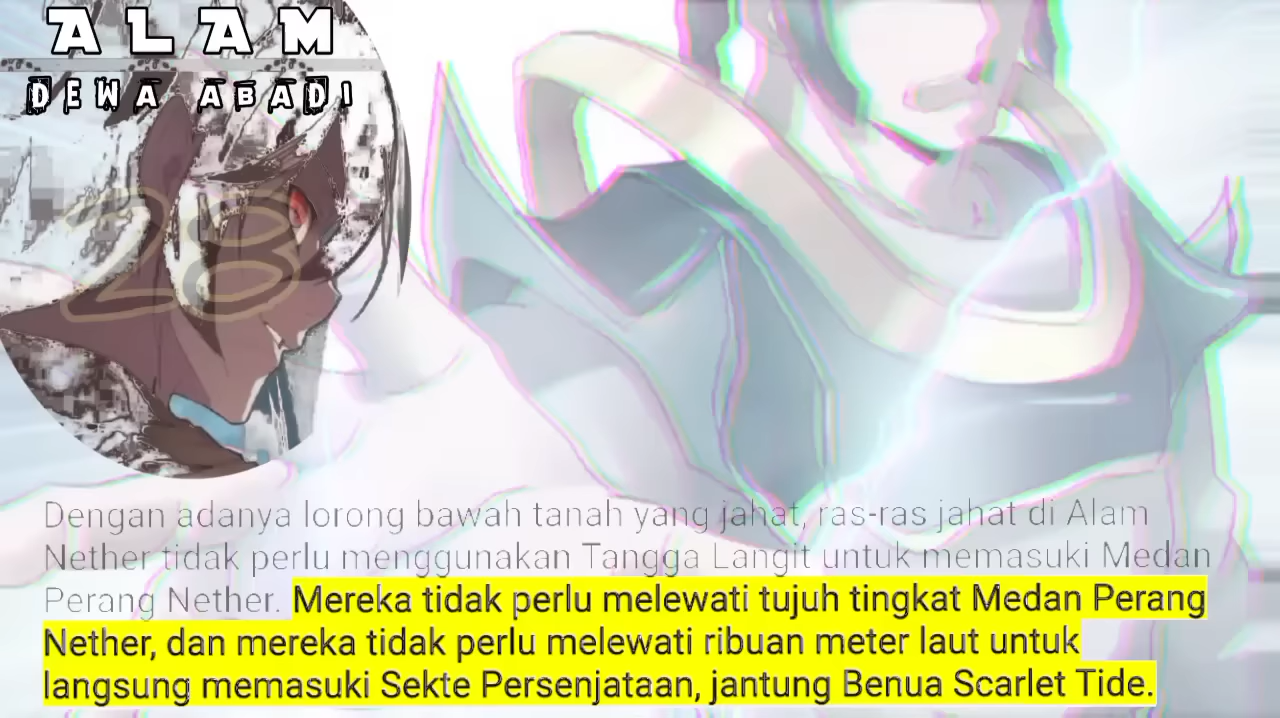 ALAM
DEWA ABADI
28
Dengan adanya lorong bawah tanah yang jahat, ras-ras jahat di Alam
Nether tidak perlu menggunakan Tangga Langit untuk memasuki Medan
Perang Nether. Mereka tidak perlu melewati tujuh tingkat Medan Perang
Nether, dan mereka tidak perlu melewati ribuan meter laut untuk
langsung memasuki Sekte Persenjataan, jantung Benua Scarlet Tide.